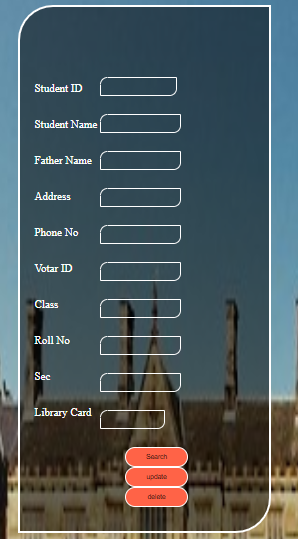 Student ID
Student Name
Father Name
Address
Phone No
Votar ID
Class
Roll No
Sec
Library Card
Search
update
delete